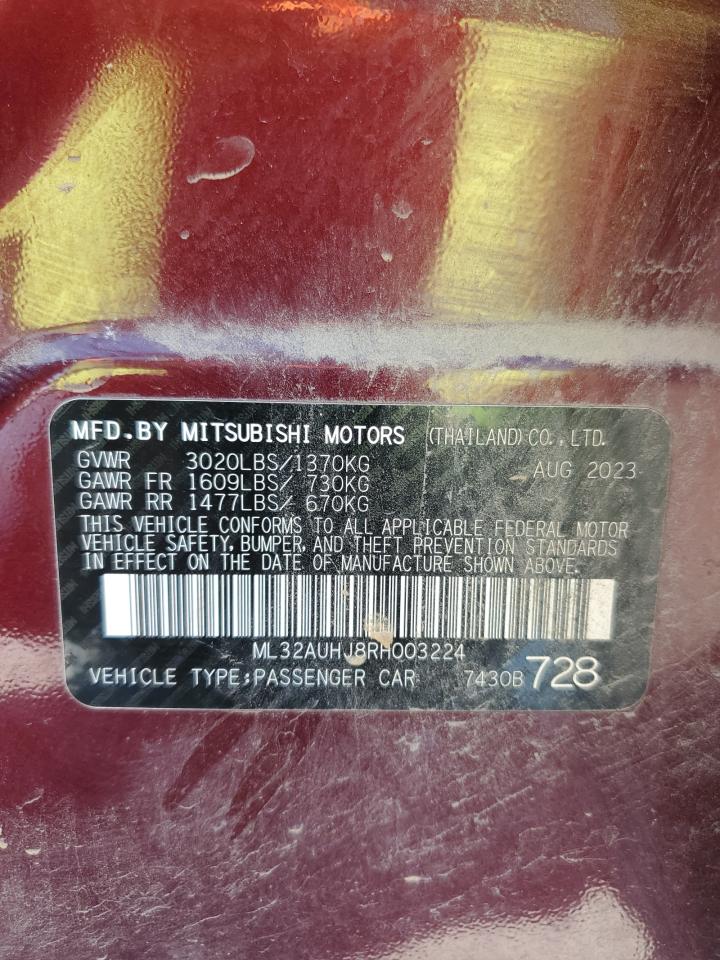 MFD.BY MITSUBISHI MOTORS (THAILAND) CO., LTD.
GVWR 3020LBS/1370KG AUG 2023
GAWR FR 1609LBS/ 730KG
GAWR RR 1477LBS/ 670KG
THIS VEHICLE CONFORMS TO ALL APPLICABLE FEDERAL MOTOR
VEHICLE SAFETY, BUMPER, AND THEFT PREVENTION STANDARDS
IN EFFECT ON THE DATE OF MANUFACTURE SHOWN ABOVE.
ML32AUHJ8RH003224
VEHICLE TYPE:PASSENGER CAR 7430B 728